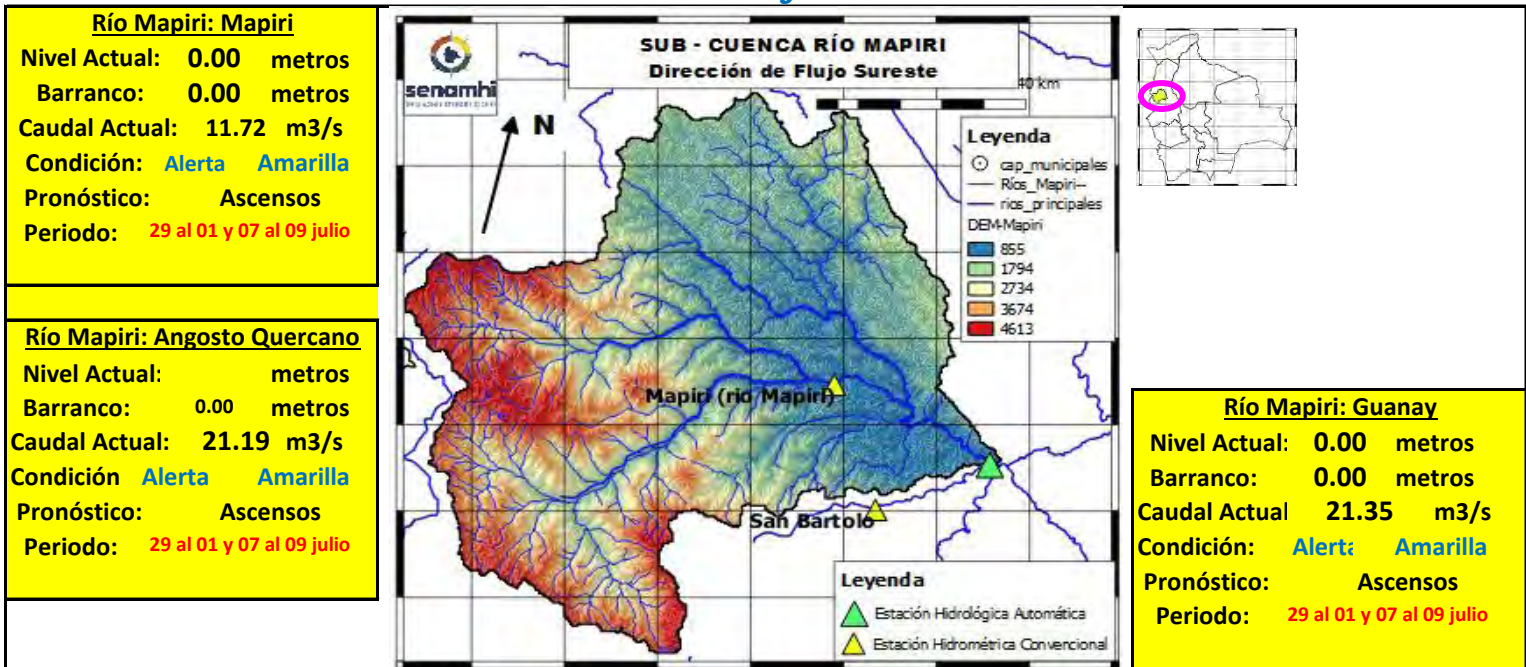 Río Mapiri: Mapiri
Nivel Actual: 0.00 metros
Barranco: 0.00 metros
Caudal Actual: 11.72 m3/s
Condición: Alerta Amarilla
Pronóstico: Ascensos
Periodo: 29 al 01 y 07 al 09 julio
Río Mapiri: Angosto Quercano
Nivel Actual: metros
Barranco: 0.00 metros
Caudal Actual: 21.19 m3/s
Condición Alerta Amarilla
Pronóstico: Ascensos
Periodo: 29 al 01 y 07 al 09 julio
senamhi
SUB - CUENCA RÍO MAPIRI
Dirección de Flujo Sureste
40 km
N
Leyenda
cap_municipales
Ríos_Mapiri--
rios_principales
DEM-Mapiri
855
1794
2734
3674
4613
Mapiri (rio Mapiri)
San Bartolo
Leyenda
Estación Hidrológica Automática
Estación Hidrométrica Convencional
Río Mapiri: Guanay
Nivel Actual: 0.00 metros
Barranco: 0.00 metros
Caudal Actual 21.35 m3/s
Condición: Alerta Amarilla
Pronóstico: Ascensos
Periodo: 29 al 01 y 07 al 09 julio